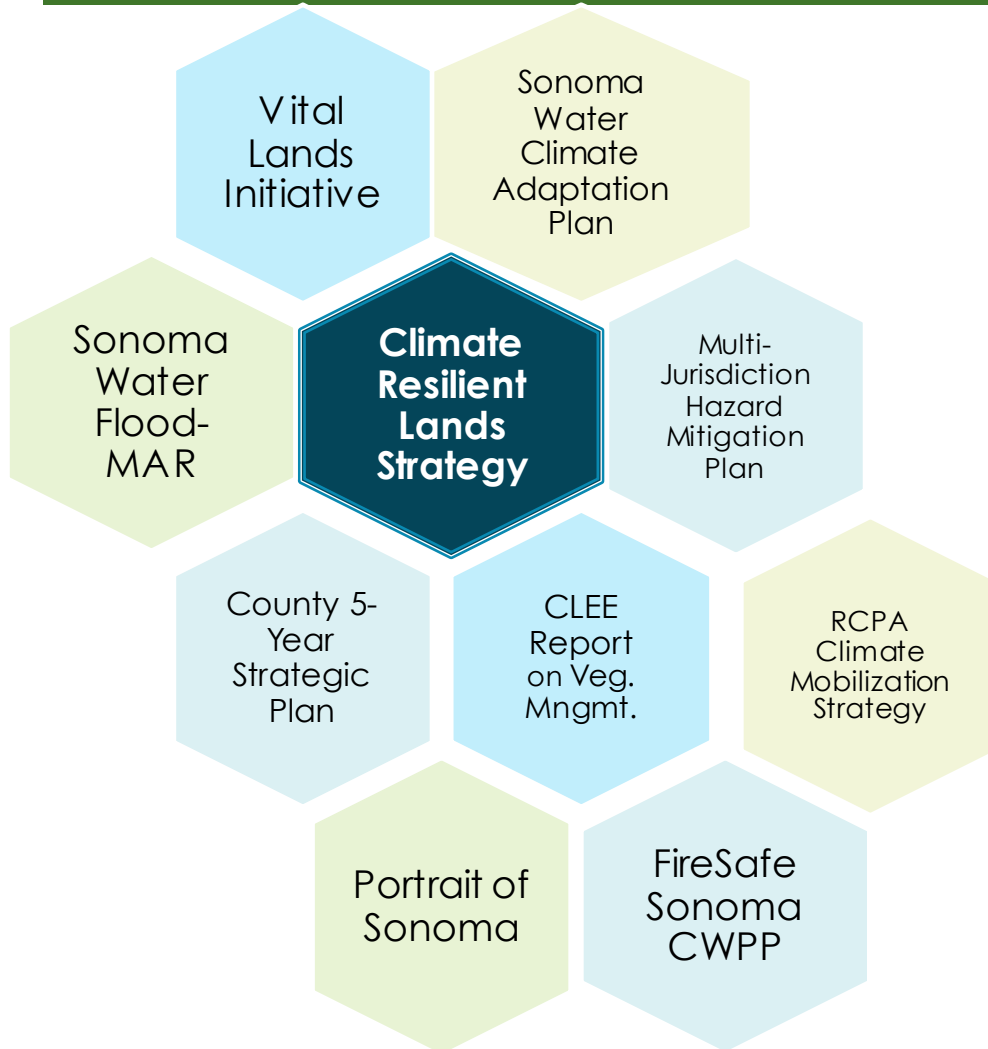 Vital
Lands
Initiative
Sonoma
Water
Climate
Adaptation
Plan
Sonoma
Water
Flood-
MAR
Climate
Resilient
Lands
Strategy
Multi-
Jurisdiction
Hazard
Mitigation
Plan
County 5-
Year
Strategic
Plan
CLEE
Report
on Veg.
Mngmt.
RCPA
Climate
Mobilization
Strategy
Portrait of
Sonoma
FireSafe
Sonoma
CWPP